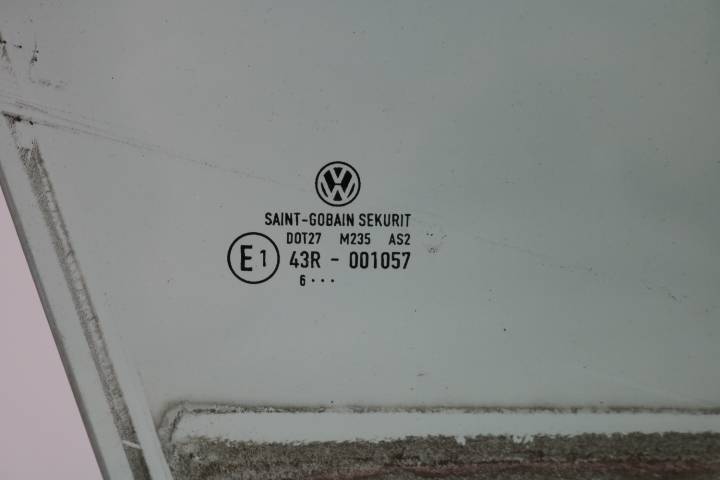 SAINT-GOBAIN SEKURIT
DOT27 M235 AS2
E1 43R - 001057
6 ···